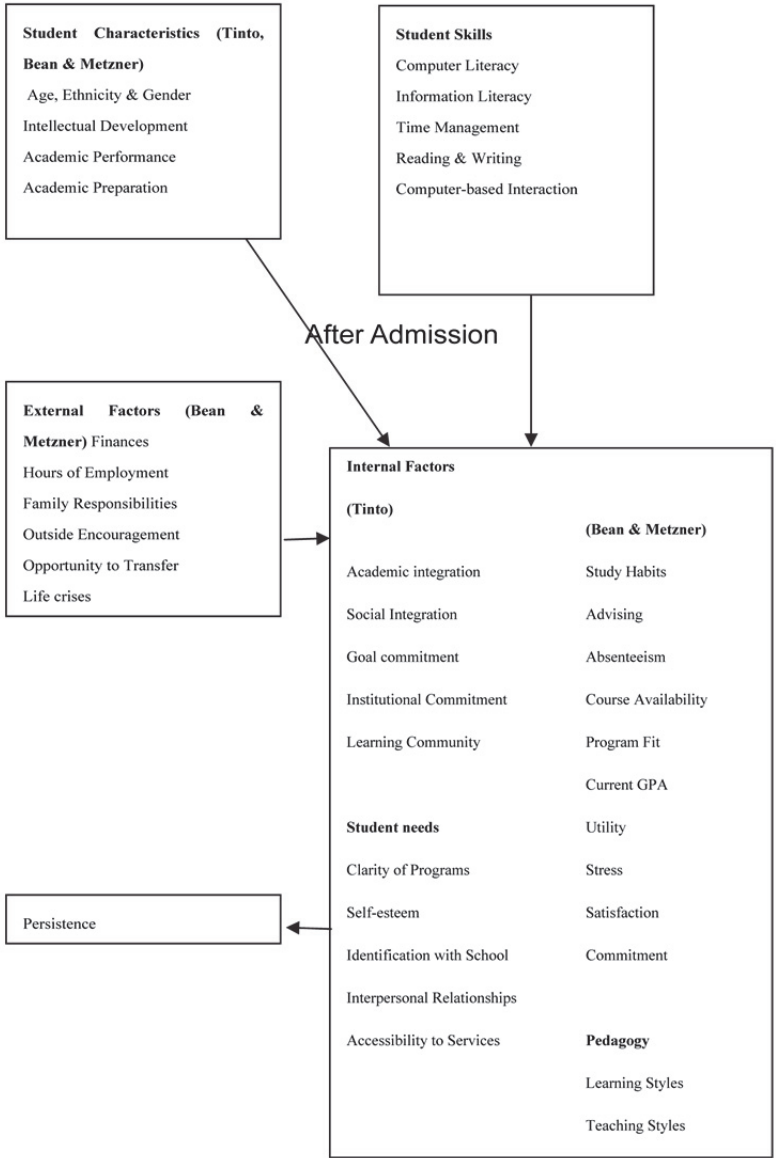 Student Characteristics (Tinto,
Bean & Metzner)
Age, Ethnicity & Gender
Intellectual Development
Academic Performance
Academic Preparation
Student Skills
Computer Literacy
Information Literacy
Time Management
Reading & Writing
Computer-based Interaction
After Admission
External Factors (Bean &
Metzner) Finances
Hours of Employment
Family Responsibilities
Outside Encouragement
Opportunity to Transfer
Life crises
Internal Factors
(Tinto)
Academic integration
Social Integration
Goal commitment
Institutional Commitment
Learning Community
Student needs
Clarity of Programs
Self-esteem
Identification with School
Interpersonal Relationships
Accessibility to Services
(Bean & Metzner)
Study Habits
Advising
Absenteeism
Course Availability
Program Fit
Current GPA
Utility
Stress
Satisfaction
Commitment
Pedagogy
Learning Styles
Teaching Styles
Persistence